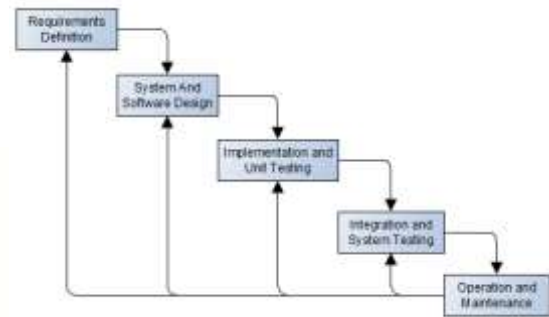 Requirements
Definition
System And
Software Design
Implementation and
Unit Testing
Integration and
System Testing
Operation and
Maintenance